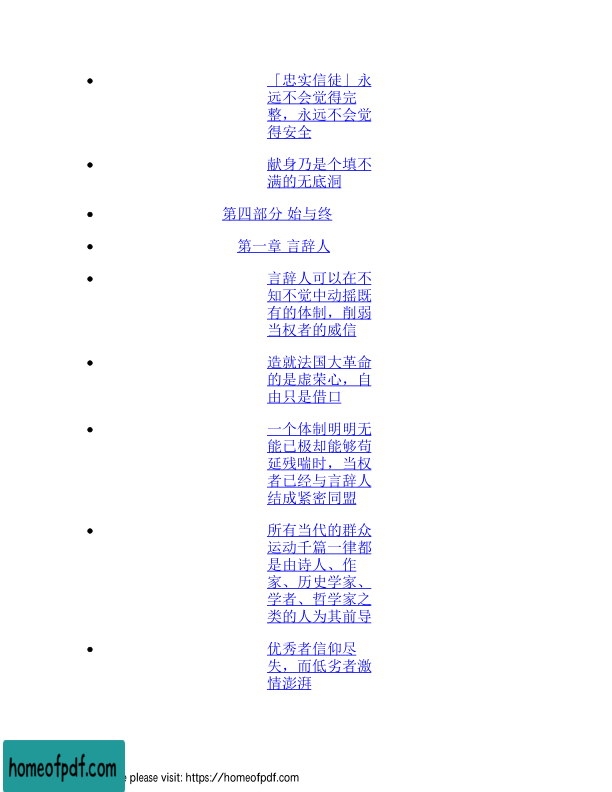 「忠实信徒」永
远不会觉得完
整，永远不会觉
得安全
献身乃是个填不
满的无底洞
第四部分 始与终
第一章 言辞人
言辞人可以在不
知不觉中动摇既
有的体制，削弱
当权者的威信
造就法国大革命
的是虚荣心，自
由只是借口
一个体制明明无
能已极却能够苟
延残喘时，当权
者已经与言辞人
结成紧密同盟
所有当代的群众
运动千篇一律都
是由诗人、作
家、历史学家、
学者、哲学家之
类的人为其前导
优秀者信仰尽
失，而低劣者激
情澎湃
homeofpdf.com
e please visit: https://homeofpdf.com